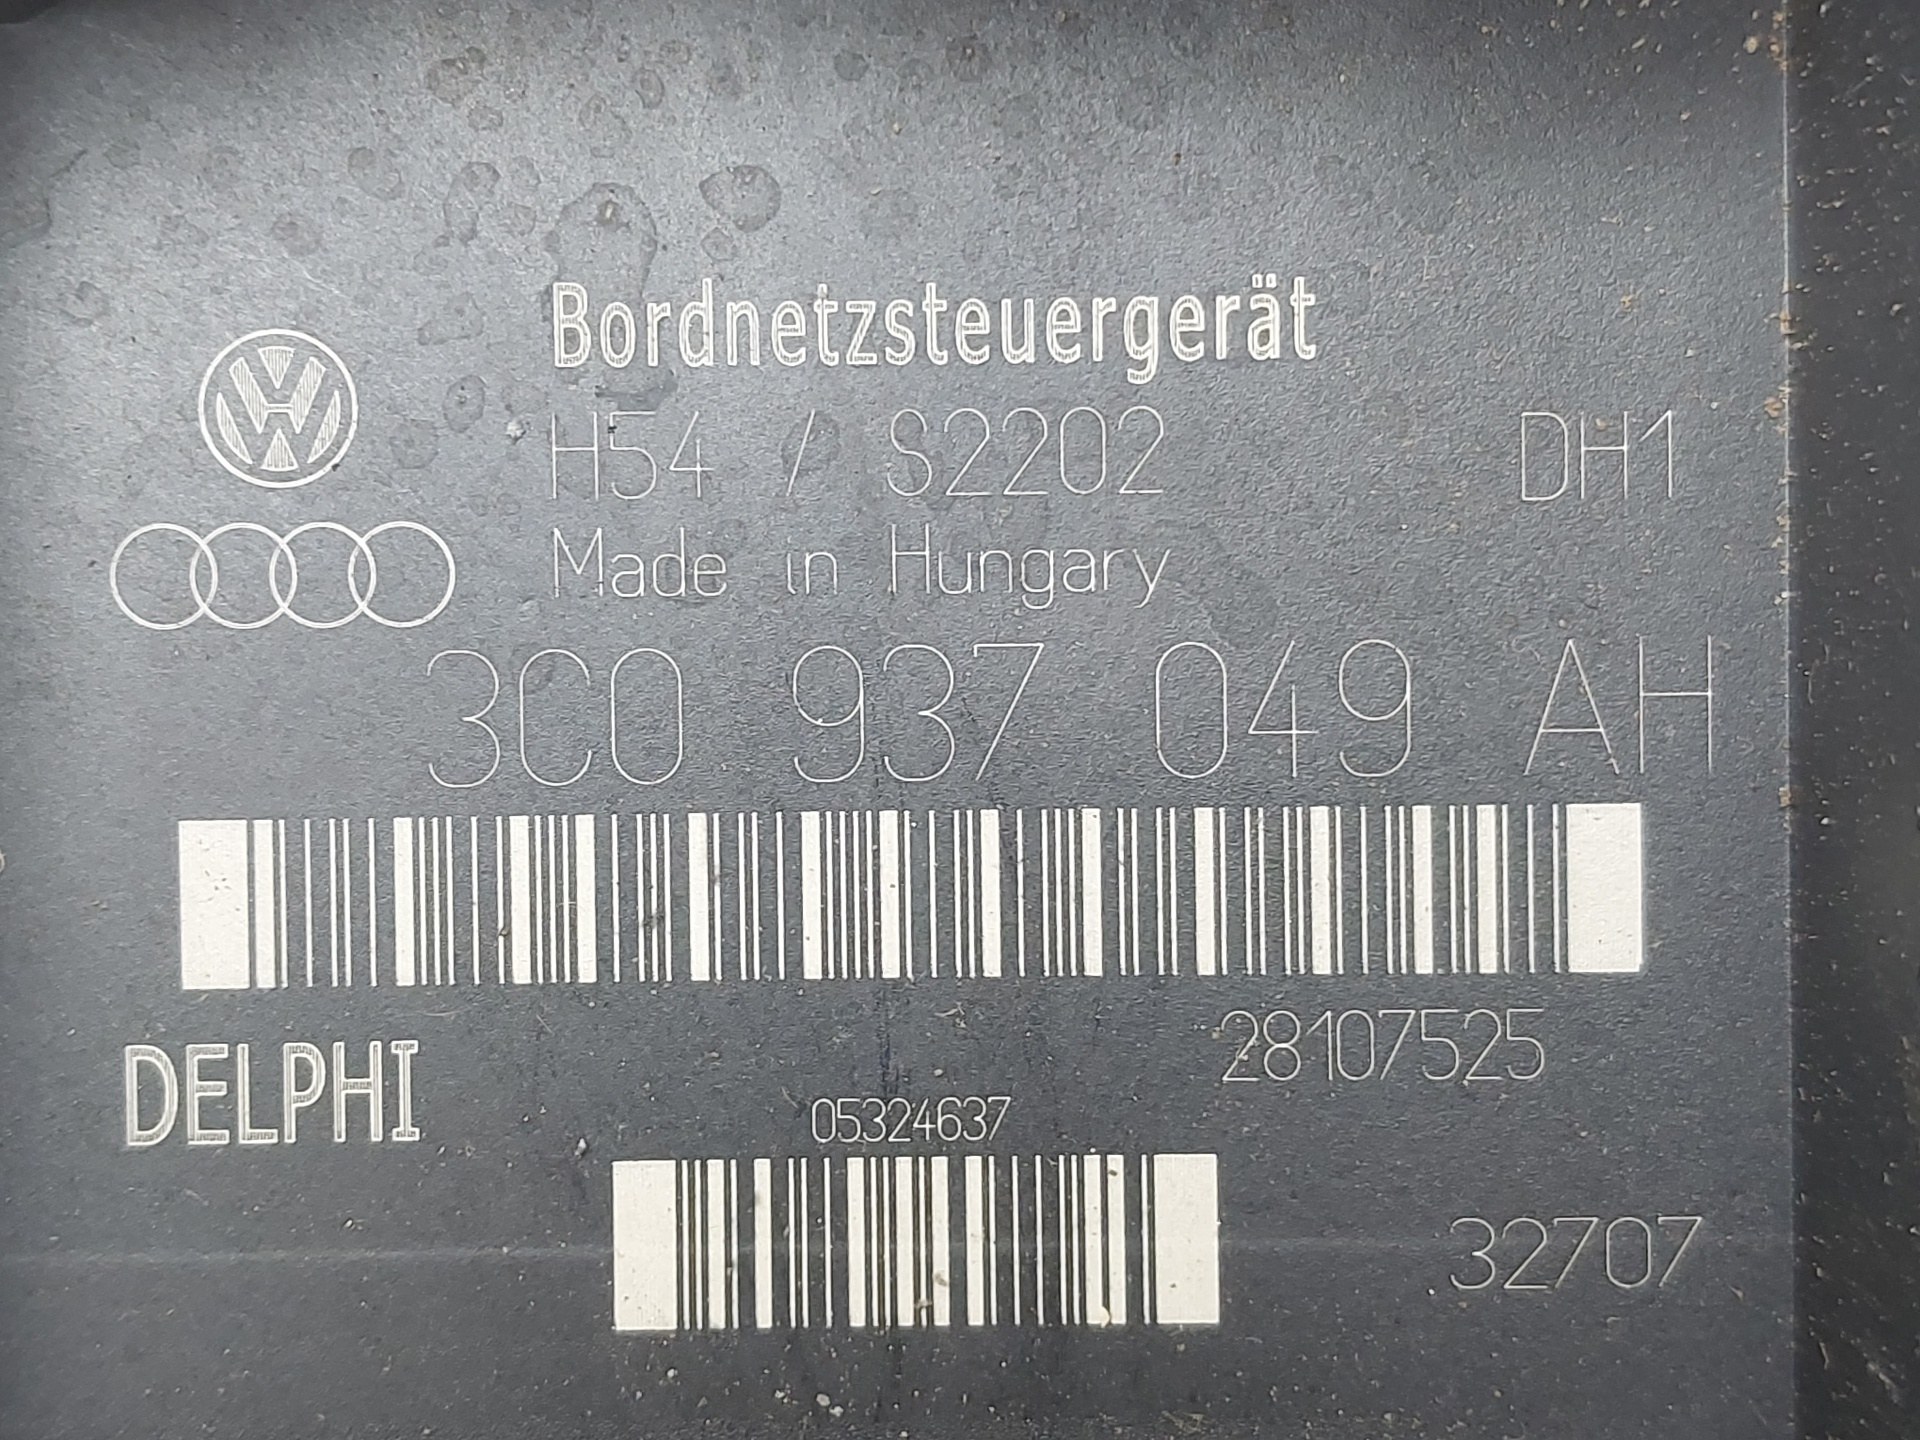 Bordnetzsteuergerät
H54 / S2202 DH1
Made in Hungary
3C0 937 049 AH
28107525
DELPHI
05324637
32707